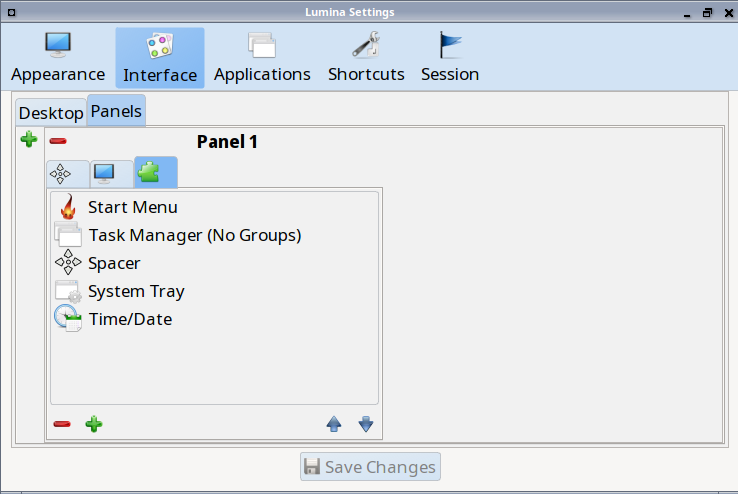 Lumina Settings
Appearance Interface Applications Shortcuts Session
Desktop Panels
Panel 1
Start Menu
Task Manager (No Groups)
Spacer
System Tray
Time/Date
Save Changes